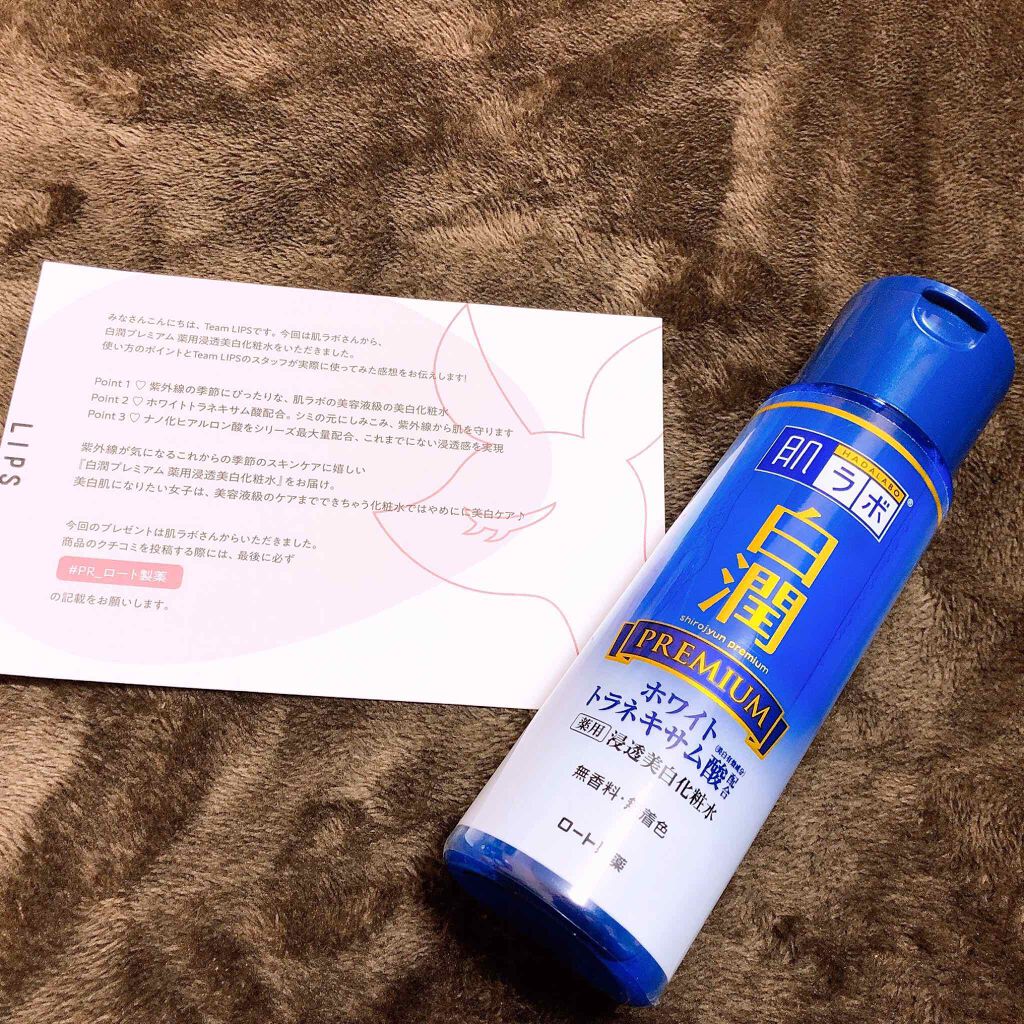 みなさんこんにちは、Team LIPSです。今回は肌ラボさんから、
白潤プレミアム 薬用浸透美白化粧水をいただきました。
使い方のポイントとTeam LIPSのスタッフが実際に使ってみた感想をお伝えします!
Point 1 ♡ 紫外線の季節にぴったりな、肌ラボの美容液級の美白化粧水
Point 2 ♡ ホワイトトラネキサム酸配合。シミの元にしみこみ、紫外線から肌を守ります
Point 3 ♡ ナノ化ヒアルロン酸をシリーズ最大量配合、これまでにない浸透感を実現
紫外線が気になるこれからの季節のスキンケアに嬉しい
『白潤プレミアム 薬用浸透美白化粧水』をお届け。
美白肌になりたい女子は、美容液級のケアまでできちゃう化粧水ではやめにに美白ケア♪
今回のプレゼントは肌ラボさんからいただきました。
商品のクチコミを投稿する際には、最後に必ず
#PR_ロート製薬
の記載をお願いします。
LIPS
肌ラボ®
HADALABO
白潤
shirojyun premium
PREMIUM
ホワイト
トラネキサム酸(美白有効成分)配合
薬用 浸透美白化粧水
無香料・ 着色
ロート 薬